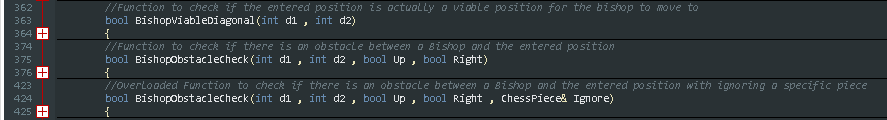 362 //Function to check if the entered position is actually a viable position for the bishop to move to
363 bool BishopViableDiagonal(int d1 , int d2)
364 {
374 //Function to check if there is an obstacle between a Bishop and the entered position
375 bool BishopObstacleCheck(int d1 , int d2 , bool Up , bool Right)
376 {
423 //Overloaded Function to check if there is an obstacle between a Bishop and the entered position with ignoring a specific piece
424 bool BishopObstacleCheck(int d1 , int d2 , bool Up , bool Right , ChessPiece& Ignore)
425 {